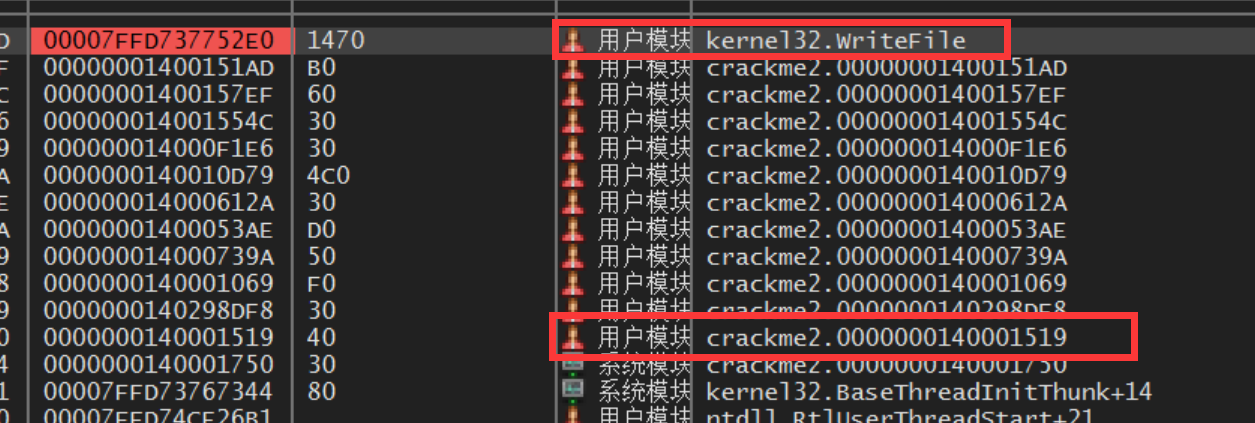 D 00007FFD737752E0 1470 用户模块 kernel32.WriteFile
F 00000001400151AD B0 用户模块 crackme2.00000001400151AD
C 00000001400157EF 60 用户模块 crackme2.00000001400157EF
6 000000014001554C 30 用户模块 crackme2.000000014001554C
9 000000014000F1E6 30 用户模块 crackme2.000000014000F1E6
A 0000000140010D79 4C0 用户模块 crackme2.0000000140010D79
E 000000014000612A 30 用户模块 crackme2.000000014000612A
A 00000001400053AE D0 用户模块 crackme2.00000001400053AE
9 000000014000739A 50 用户模块 crackme2.000000014000739A
8 0000000140001069 F0 用户模块 crackme2.0000000140001069
9 0000000140298DF8 30 用户模块 crackme2.0000000140298DF8
0 0000000140001519 40 用户模块 crackme2.0000000140001519
4 0000000140001750 30 系统模块 crackme2.0000000140001750
1 00007FFD73767344 80 系统模块 kernel32.BaseThreadInitThunk+14
0 00007FFD74CE26B1 用户模块 ntdll.RtlUserThreadStart+21